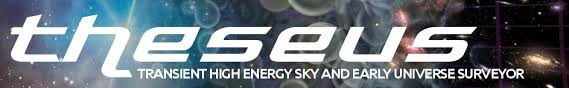 theseus
TRANSIENT HIGH ENERGY SKY AND EARLY UNIVERSE SURVEYOR